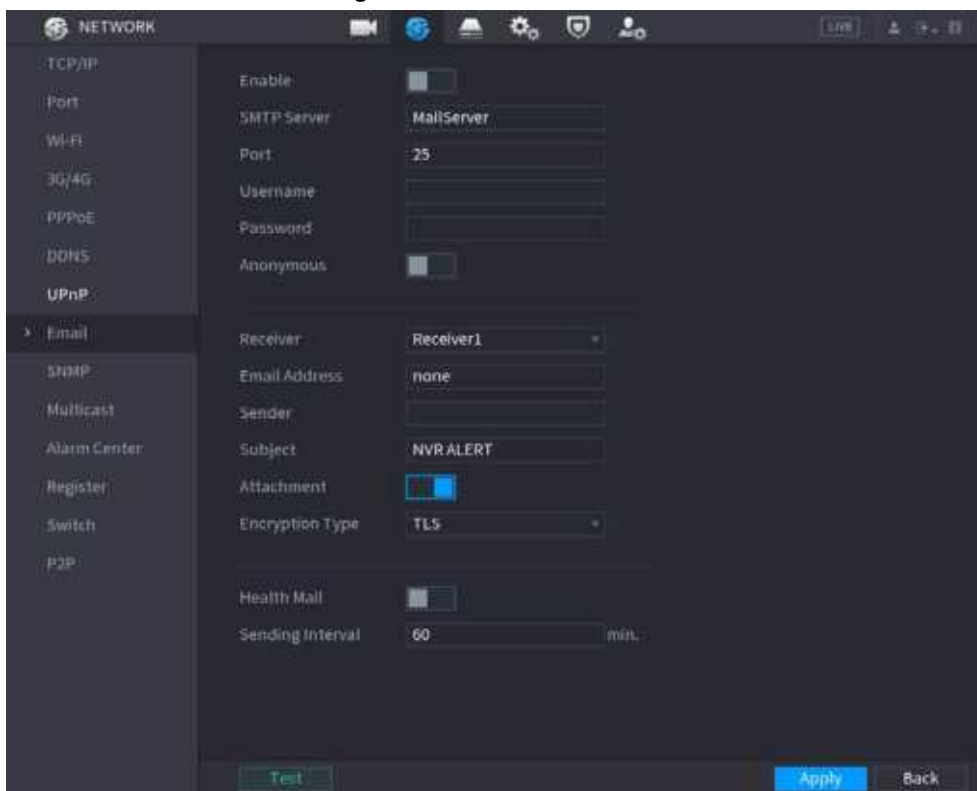 NETWORK
LIVE
TCP/IP
Port
Wi-Fi
3G/4G
PPPoE
DDNS
UPnP
Email
SNMP
Multicast
Alarm Center
Register
Switch
P2P
Enable
SMTP Server MailServer
Port 25
Username
Password
Anonymous
Receiver Receiver1
Email Address none
Sender
Subject NVR ALERT
Attachment
Encryption Type TLS
Health Mail
Sending Interval 60 min.
Test Apply Back